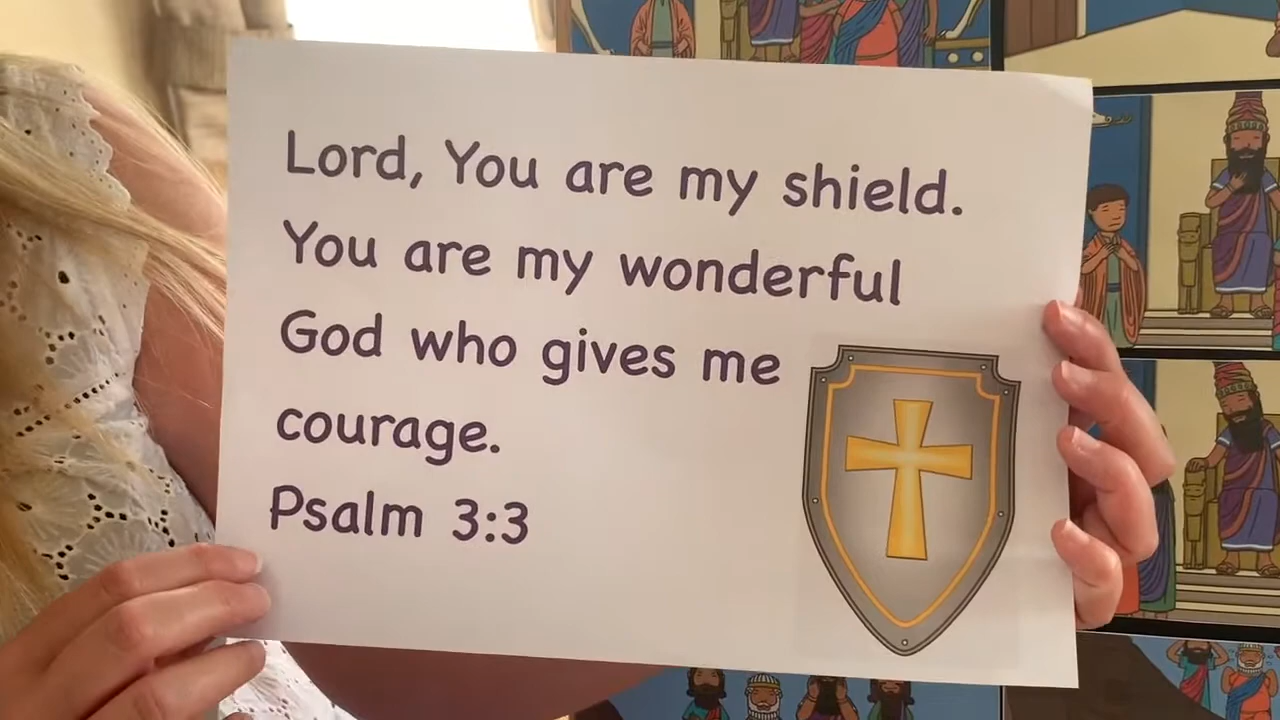 Lord, You are my shield.
You are my wonderful
God who gives me
courage.
Psalm 3:3